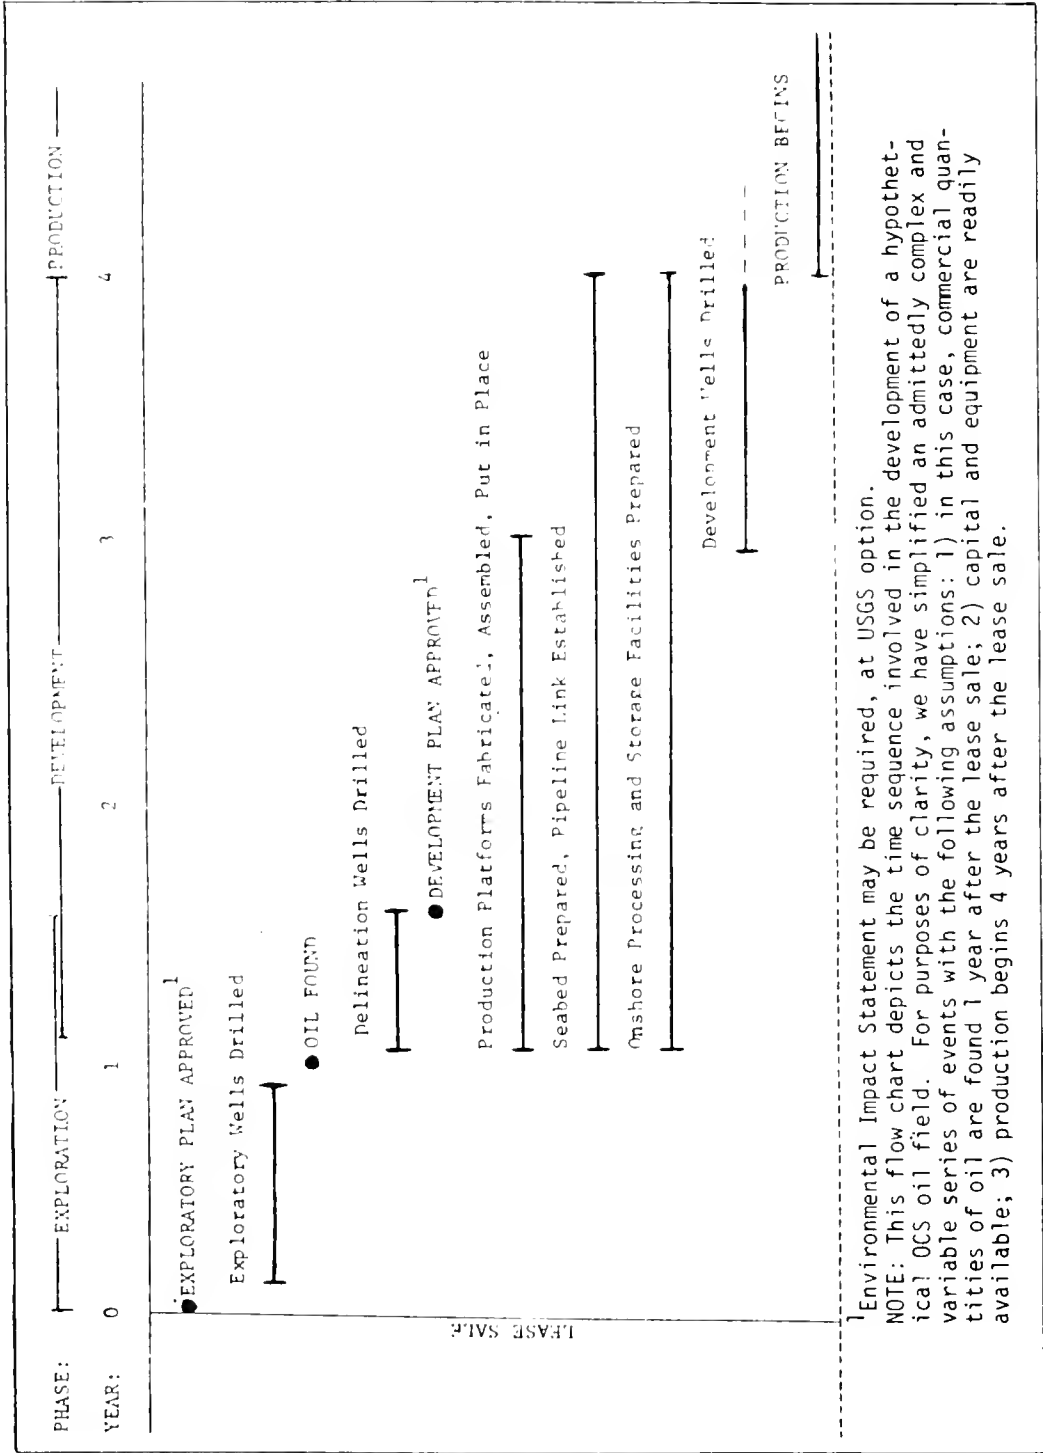 PHASE: EXPLORATION DEVELOPMENT PRODUCTION
YEAR: 0 1 2 3 4
LEASE SALE
EXPLORATORY PLAN APPROVED1
Exploratory Wells Drilled
OIL FOUND
Delineation Wells Drilled
DEVELOPMENT PLAN APPROVED1
Production Platforms Fabricated, Assembled, Put in Place
Seabed Prepared, Pipeline Link Established
Onshore Processing and Storage Facilities Prepared
Development Wells Drilled
PRODUCTION BEGINS
1Environmental Impact Statement may be required, at USGS option.
NOTE: This flow chart depicts the time sequence involved in the development of a hypothet-
ical OCS oil field. For purposes of clarity, we have simplified an admittedly complex and
variable series of events with the following assumptions: 1) in this case, commercial quan-
tities of oil are found 1 year after the lease sale; 2) capital and equipment are readily
available; 3) production begins 4 years after the lease sale.